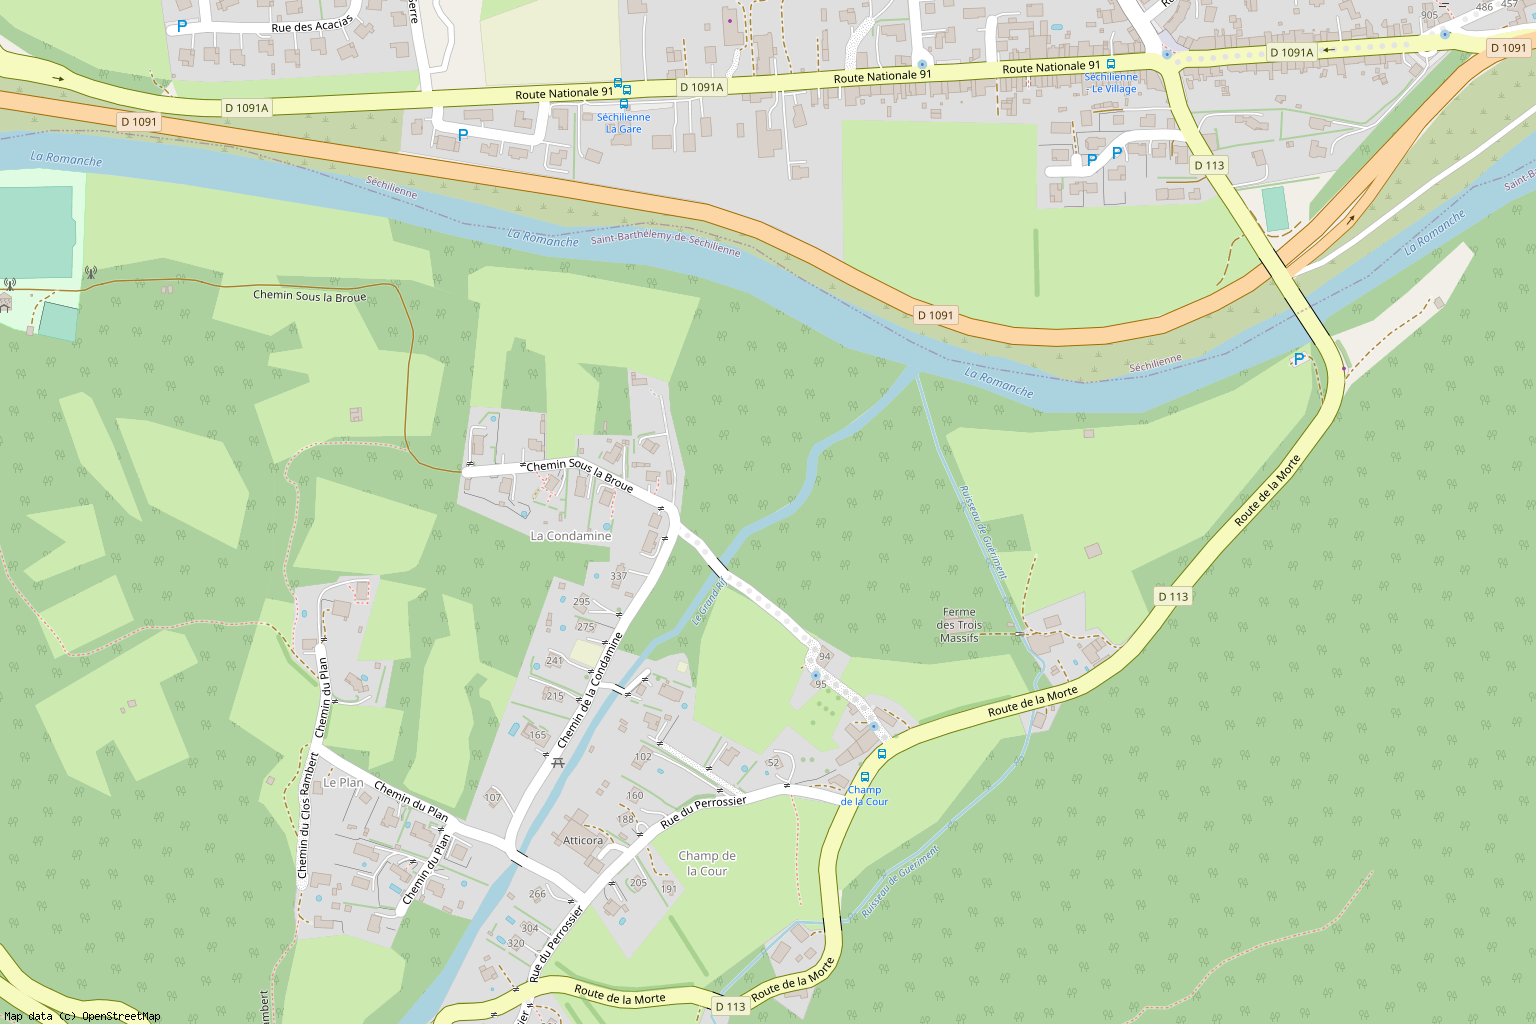 Rue des Acacias
905
486
457
D 1091
D 1091A
Route Nationale 91
Route Nationale 91
Séchilienne
Le Village
Route Nationale 91
D 1091A
D 1091A
D 1091
Séchilienne
La Gare
La Romanche
Séchilienne
D 113
La Romanche
Saint-Barthélemy-de-Séchilienne
La Romanche
Chemin Sous la Broue
D 1091
Séchilienne
La Romanche
Chemin Sous la Broue
Route de la Morte
Ruisseau de Guériment
La Condamine
337
295
275
Le Grand Rif
D 113
Ferme
des Trois
Massifs
241
94
95
215
Chemin de la Condamine
Chemin du Plan
Route de la Morte
165
102
52
Le Plan
Chemin du Plan
Chemin du Clos Rambert
107
160
188
Rue du Perrossier
Champ
de la Cour
Atticora
Champ de
la Cour
Chemin du Plan
205
191
266
Ruisseau de Guériment
304
320
Rue du Perrossier
Route de la Morte
D 113
Route de la Morte
Map data (c) OpenStreetMap